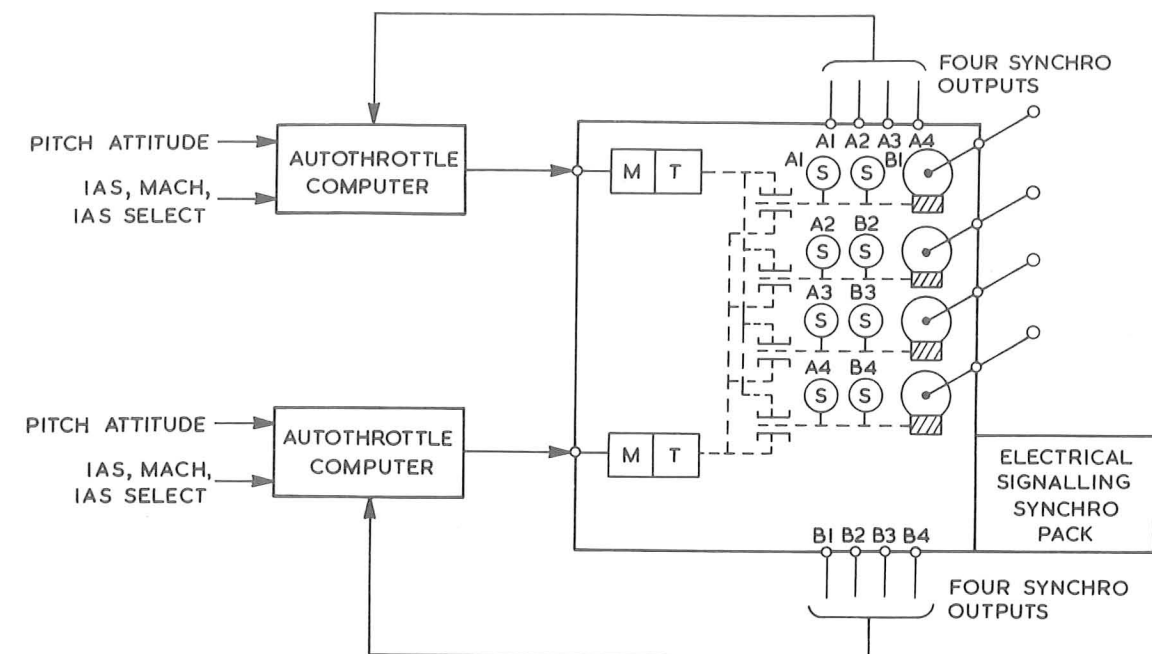 FOUR SYNCHRO
OUTPUTS
A1 A2 A3 A4
PITCH ATTITUDE
IAS, MACH,
IAS SELECT
AUTOTHROTTLE
COMPUTER
M T
A1 B1
S S
A2 B2
S S
A3 B3
S S
A4 B4
S S
PITCH ATTITUDE
IAS, MACH,
IAS SELECT
AUTOTHROTTLE
COMPUTER
M T
ELECTRICAL
SIGNALLING
SYNCHRO
PACK
B1 B2 B3 B4
FOUR SYNCHRO
OUTPUTS